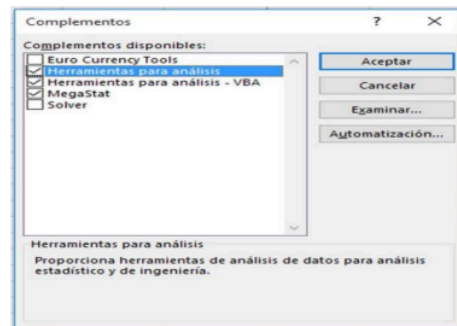 Complementos ? ×
Complementos disponibles:
Euro Currency Tools
Herramientas para análisis
Herramientas para análisis - VBA
MegaStat
Solver
Aceptar
Cancelar
Examinar...
Automatización...
Herramientas para análisis
Proporciona herramientas de análisis de datos para análisis
estadístico y de ingeniería.